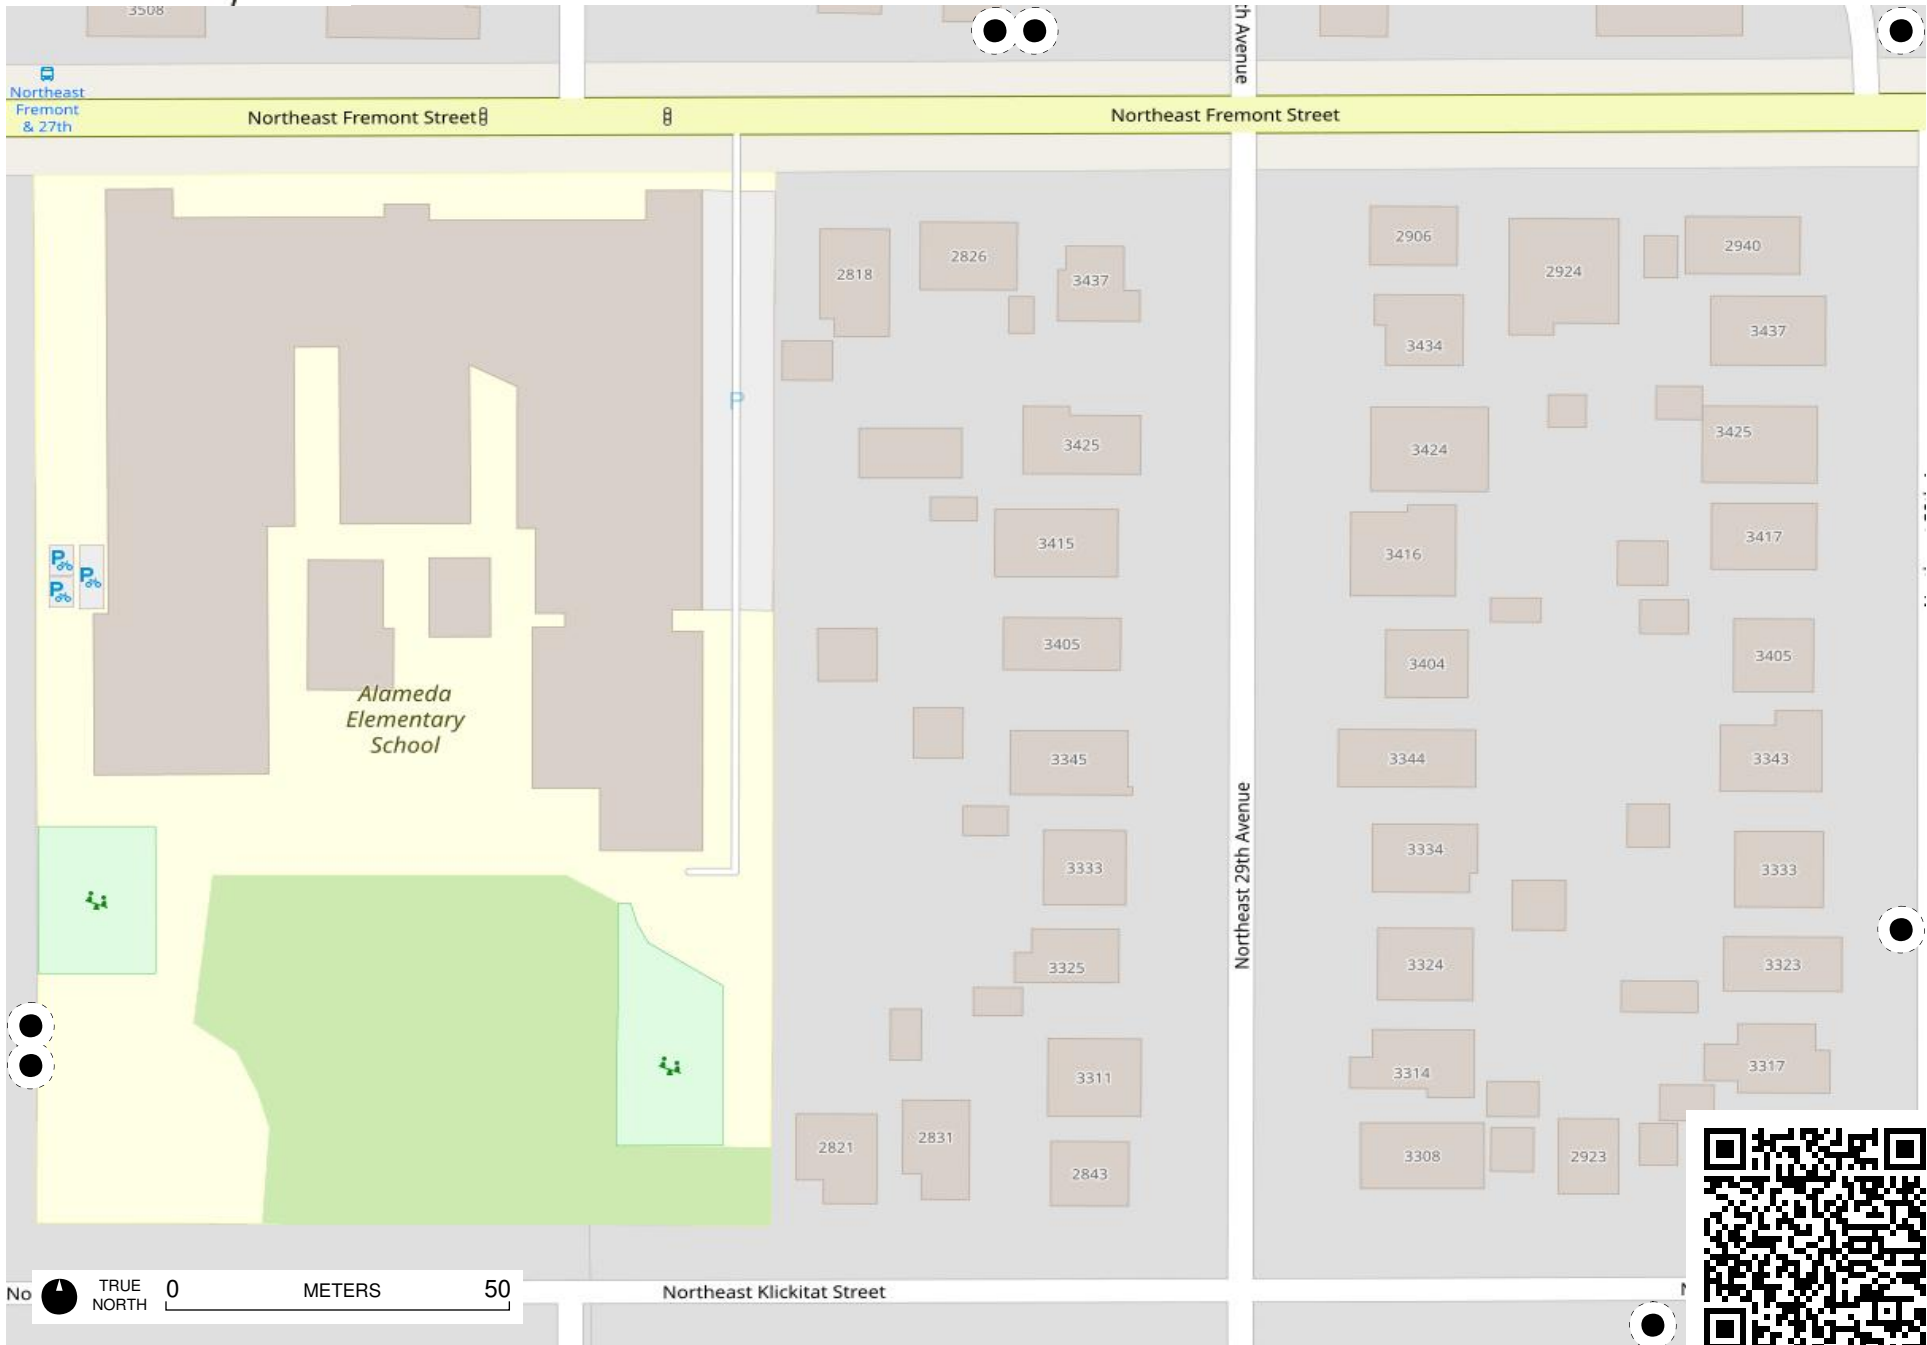 3508
th Avenue
Northeast
Fremont
& 27th
Northeast Fremont Street
Northeast Fremont Street
2906
2940
2818
2826
3437
2924
3434
3437
P
3425
3424
3425
3415
3416
3417
P
P
P
3405
3404
3405
Alameda
Elementary
School
3345
3344
3343
3333
3334
3333
Northeast 29th Avenue
3325
3324
3323
3311
3314
3317
2821
2831
2843
3308
2923
No
TRUE
NORTH
0 METERS 50
Northeast Klickitat Street